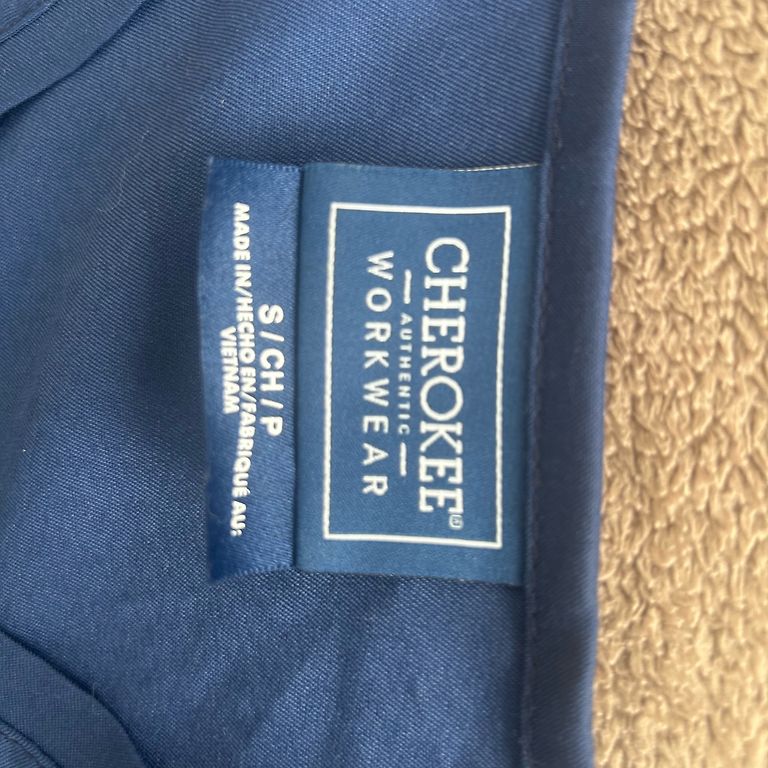 CHEROKEE®
— AUTHENTIC —
WORKWEAR
S / CH / P
MADE IN/HECHO EN/FABRIQUÉ AU:
VIETNAM